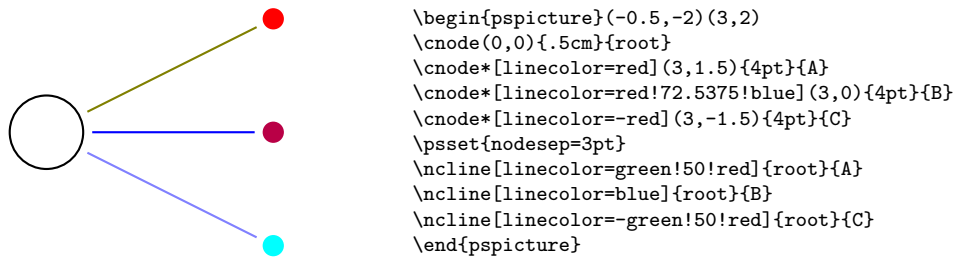 \begin{pspicture}(-0.5,-2)(3,2)
\cnode(0,0){.5cm}{root}
\cnode*[linecolor=red](3,1.5){4pt}{A}
\cnode*[linecolor=red!72.5375!blue](3,0){4pt}{B}
\cnode*[linecolor=-red](3,-1.5){4pt}{C}
\psset{nodesep=3pt}
\ncline[linecolor=green!50!red]{root}{A}
\ncline[linecolor=blue]{root}{B}
\ncline[linecolor=-green!50!red]{root}{C}
\end{pspicture}